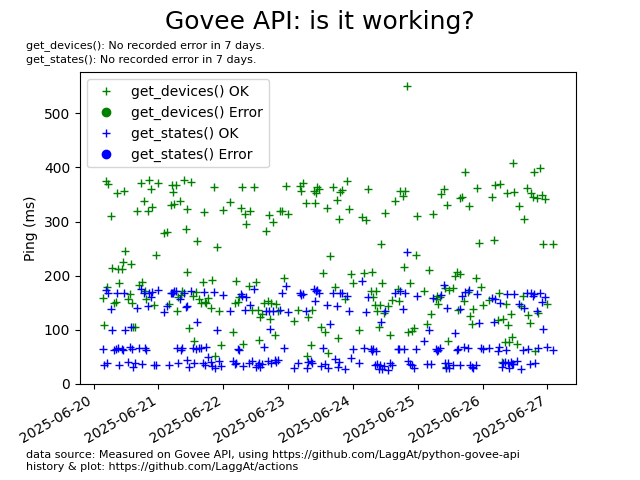 Govee API: is it working?
get_devices(): No recorded error in 7 days.
get_states(): No recorded error in 7 days.
get_devices() OK
get_devices() Error
get_states() OK
get_states() Error
Ping (ms)
500
400
300
200
100
0
2025-06-20
2025-06-21
2025-06-22
2025-06-23
2025-06-24
2025-06-25
2025-06-26
2025-06-27
data source: Measured on Govee API, using https://github.com/LaggAt/python-govee-api
history & plot: https://github.com/LaggAt/actions